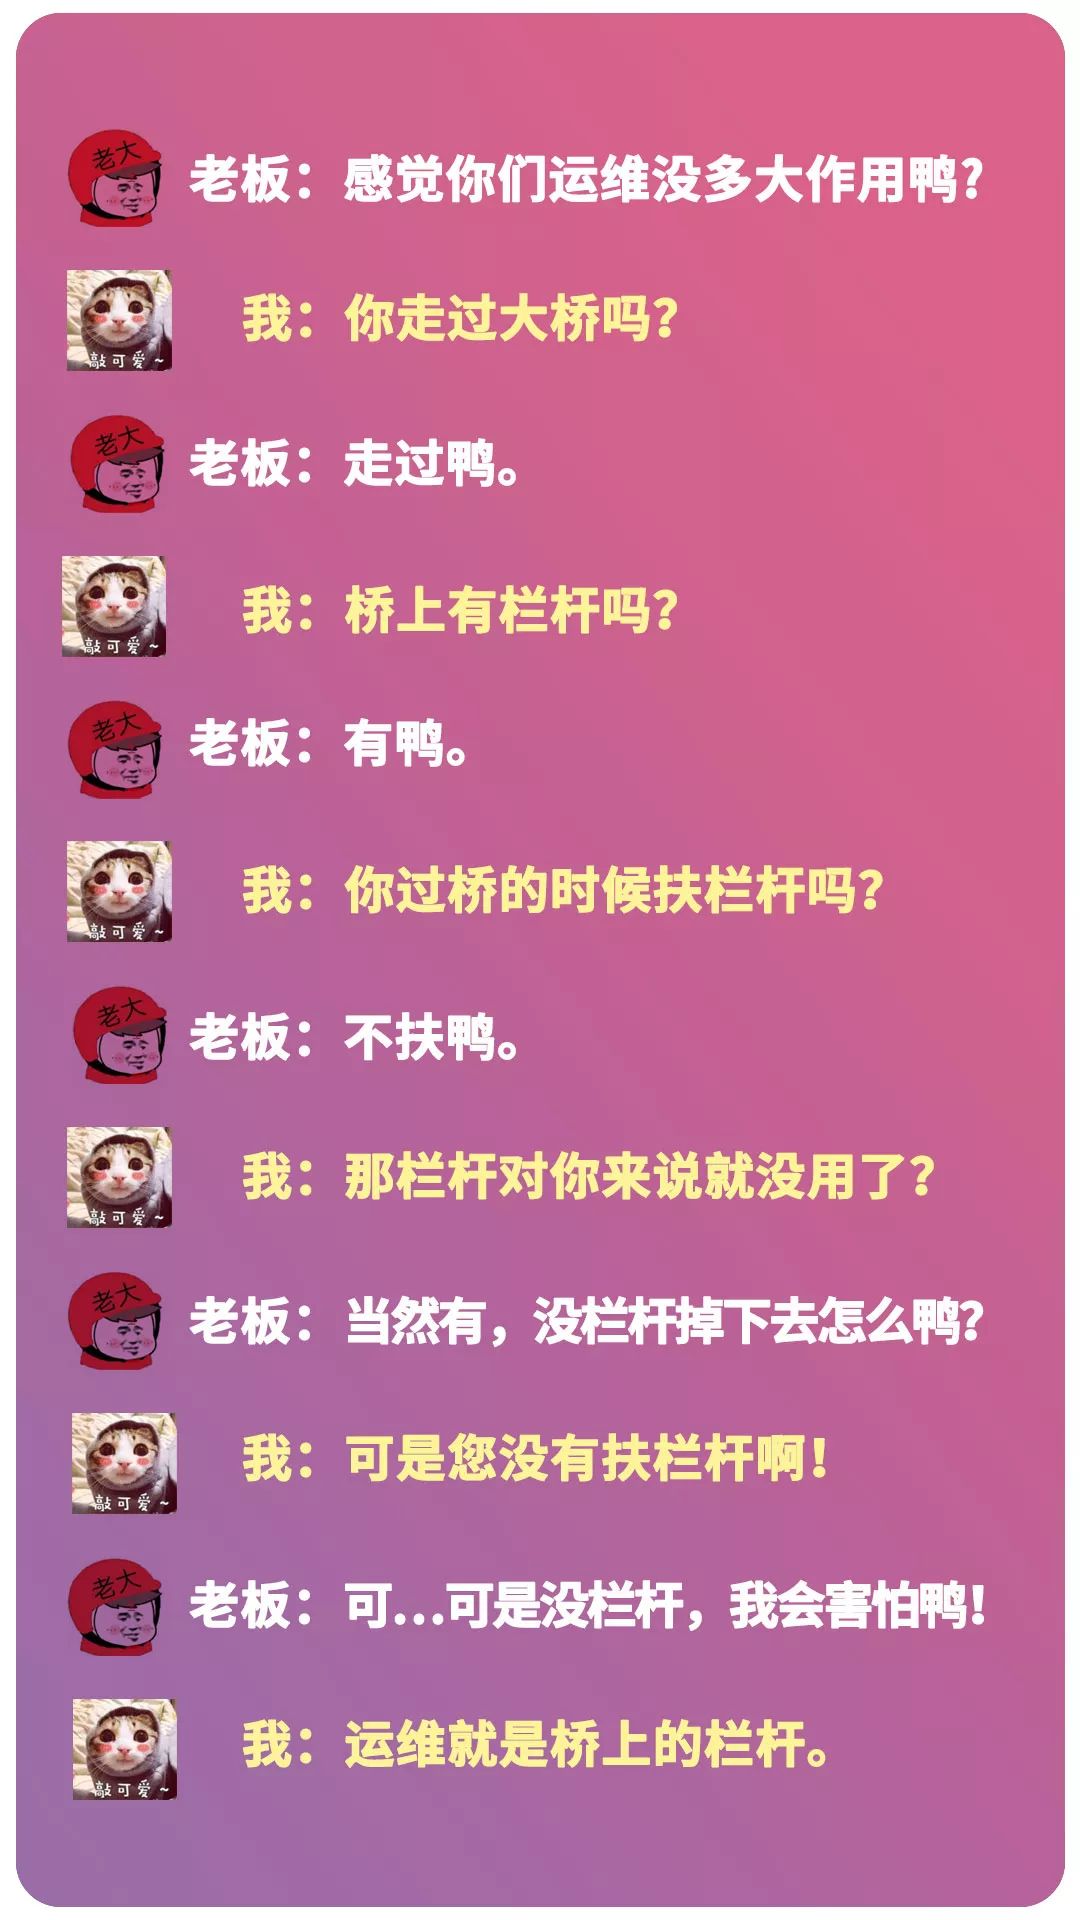 老大
老板：感觉你们运维没多大作用鸭?
敲可爱~
我：你走过大桥吗?
老大
老板：走过鸭。
敲可爱~
我：桥上有栏杆吗?
老大
老板：有鸭。
敲可爱~
我：你过桥的时候扶栏杆吗?
老大
老板：不扶鸭。
敲可爱~
我：那栏杆对你来说就没用了?
老大
老板：当然有，没栏杆掉下去怎么鸭?
敲可爱~
我：可是您没有扶栏杆啊!
老大
老板：可...可是没栏杆，我会害怕鸭!
敲可爱~
我：运维就是桥上的栏杆。